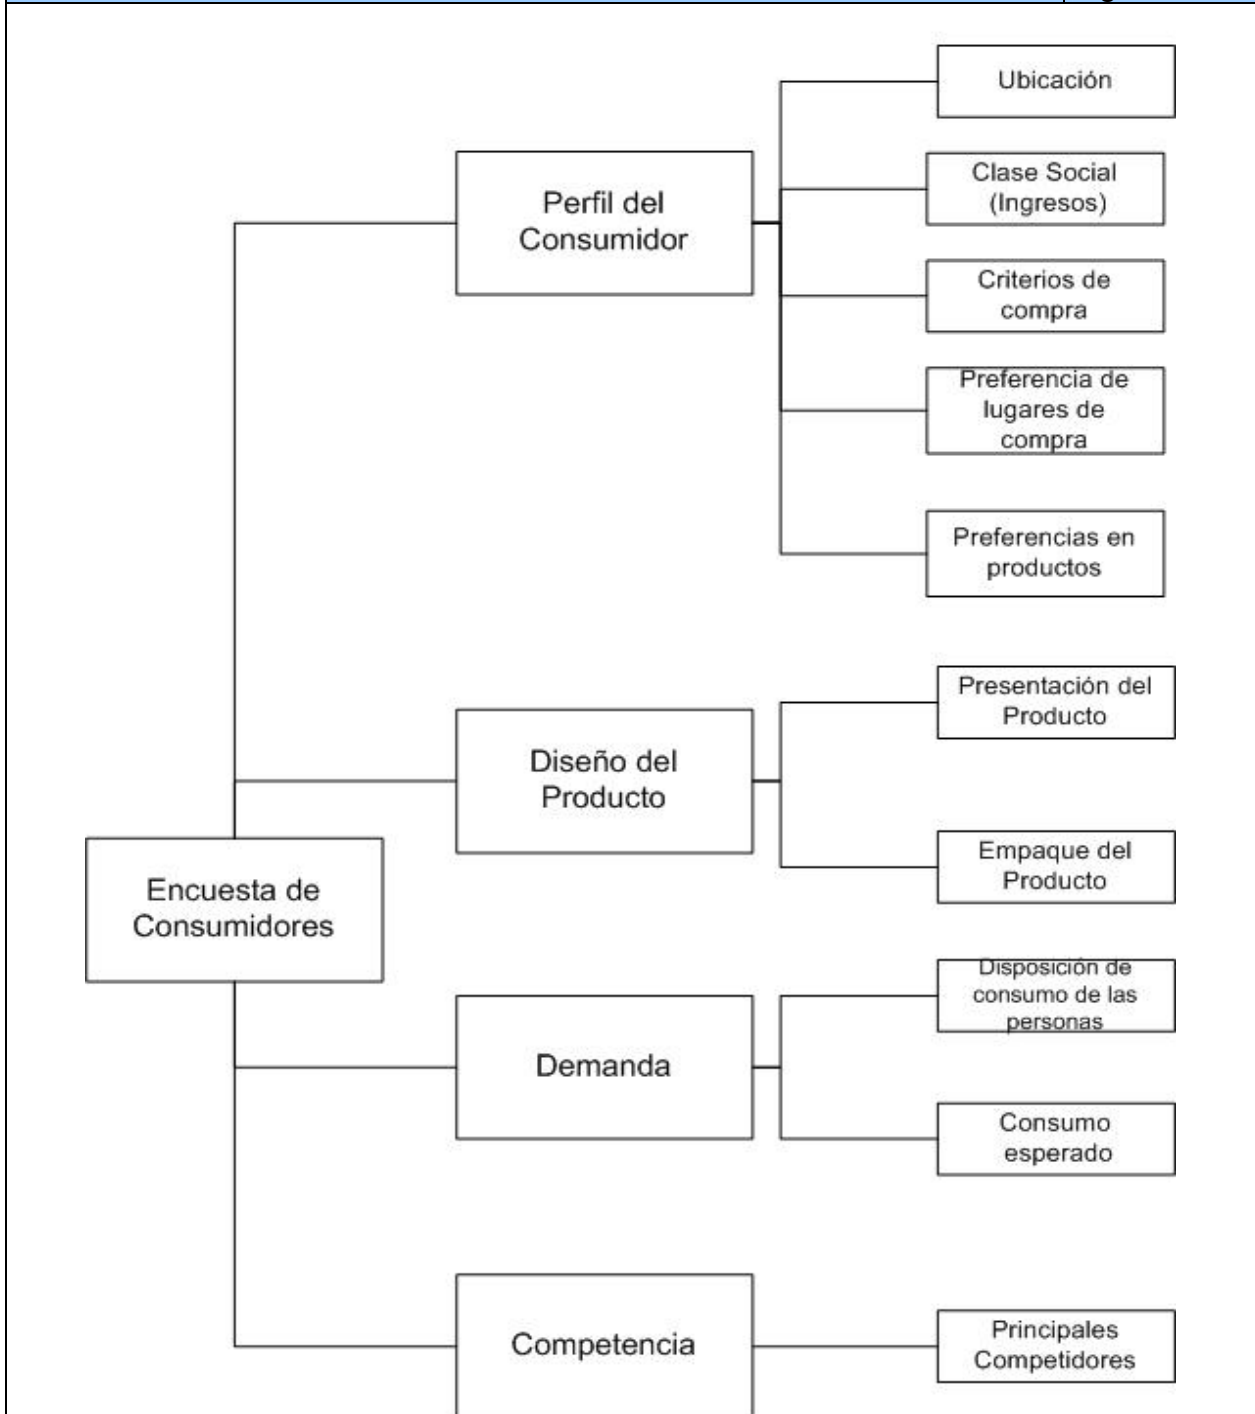 Ubicación
Clase Social
(Ingresos)
Perfil del
Consumidor
Criterios de
compra
Preferencia de
lugares de
compra
Preferencias en
productos
Presentación del
Producto
Diseño del
Producto
Empaque del
Producto
Encuesta de
Consumidores
Disposición de
consumo de las
personas
Demanda
Consumo
esperado
Competencia
Principales
Competidores